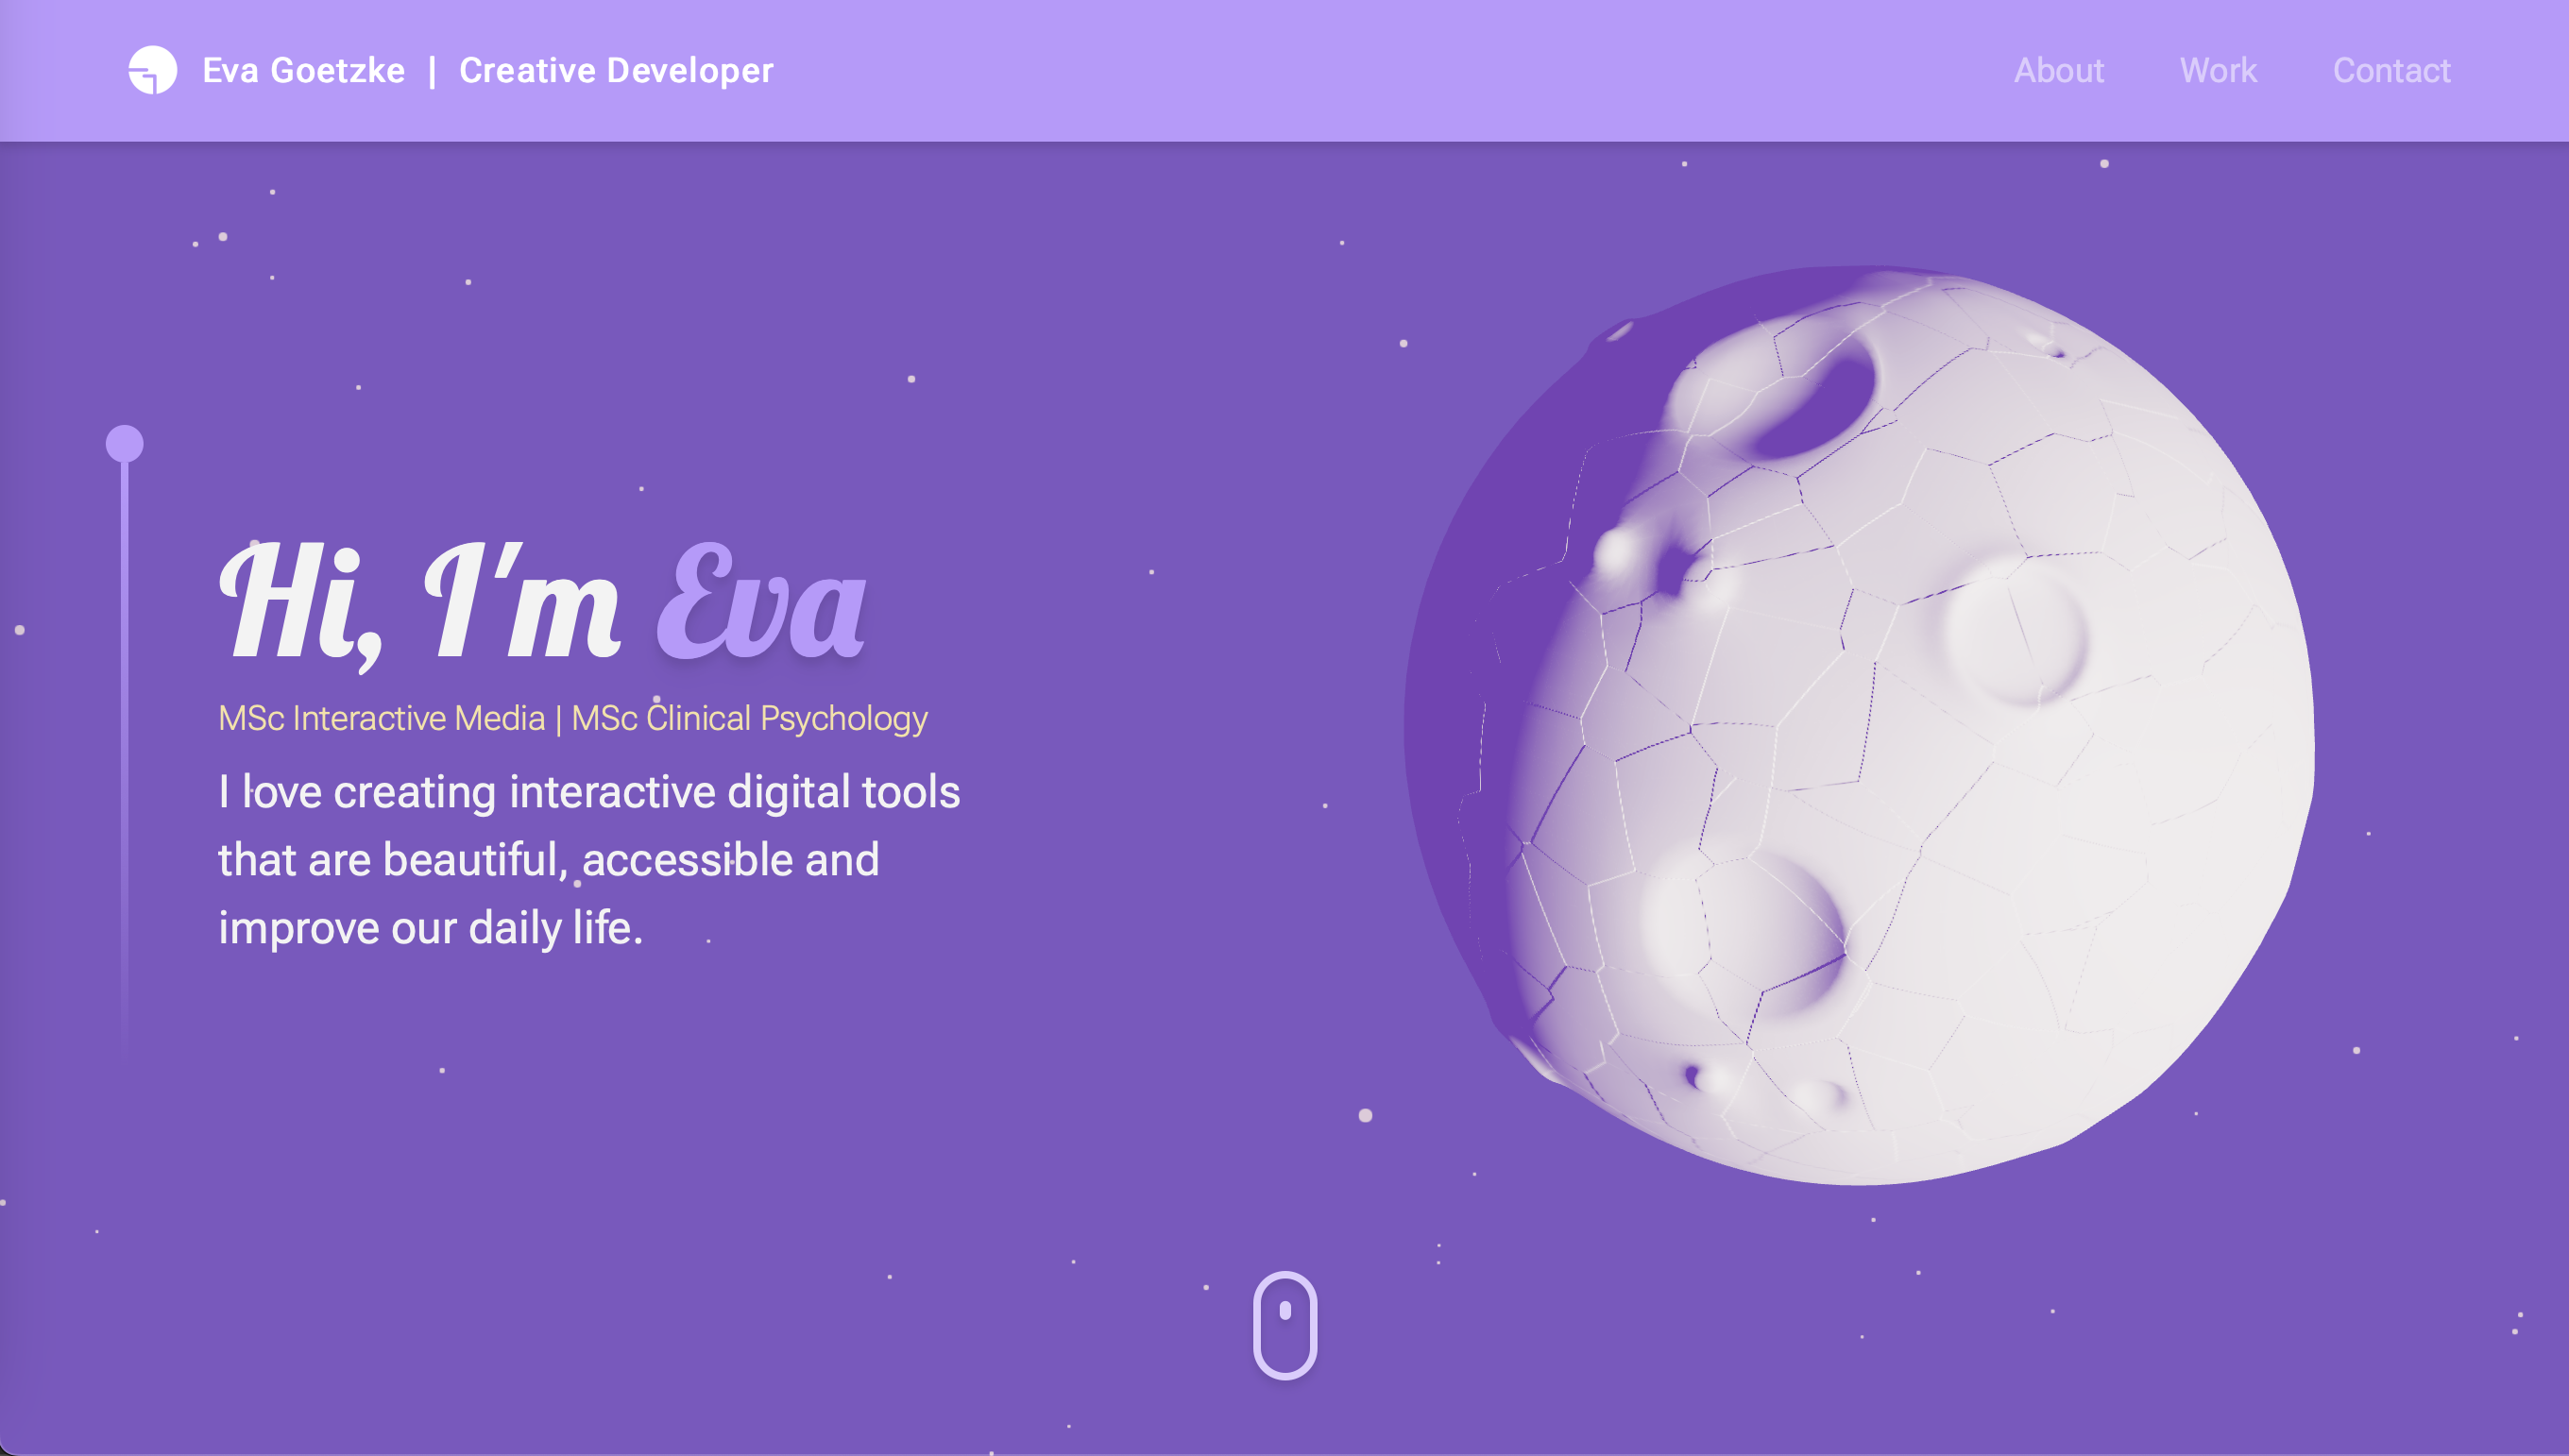 Eva Goetzke | Creative Developer
About Work Contact
Hi, I'm Eva
MSc Interactive Media | MSc Clinical Psychology
I love creating interactive digital tools
that are beautiful, accessible and
improve our daily life.